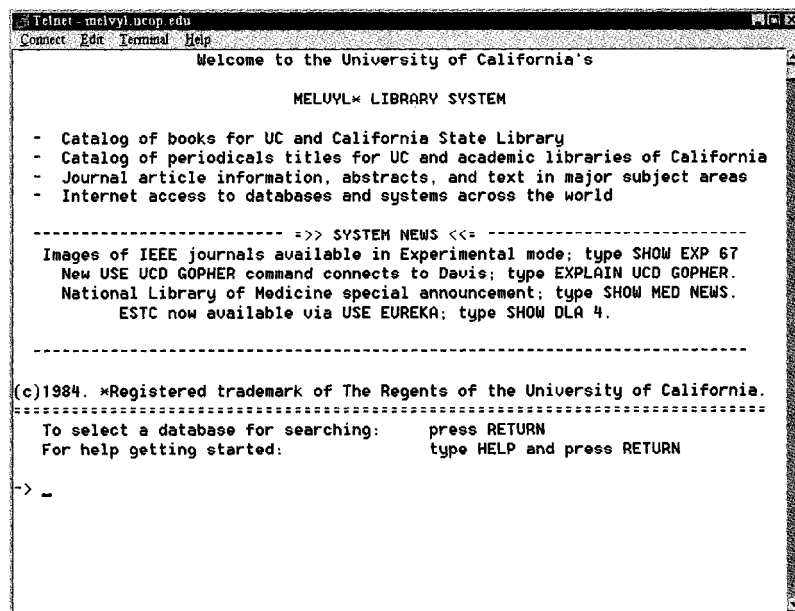 Telnet - melvyl.ucop.edu
Connect Edit Terminal Help
Welcome to the University of California's
MELVYL* LIBRARY SYSTEM
- Catalog of books for UC and California State Library
- Catalog of periodicals titles for UC and academic libraries of California
- Journal article information, abstracts, and text in major subject areas
- Internet access to databases and systems across the world
---------------------------- =>> SYSTEM NEWS <<= --------------------------
Images of IEEE journals available in Experimental mode; type SHOW EXP 67
New USE UCD GOPHER command connects to Davis; type EXPLAIN UCD GOPHER.
National Library of Medicine special announcement; type SHOW MED NEWS.
ESTC now available via USE EUREKA; type SHOW DLA 4.
(c)1984. *Registered trademark of The Regents of the University of California.
To select a database for searching: press RETURN
For help getting started: type HELP and press RETURN
-> _